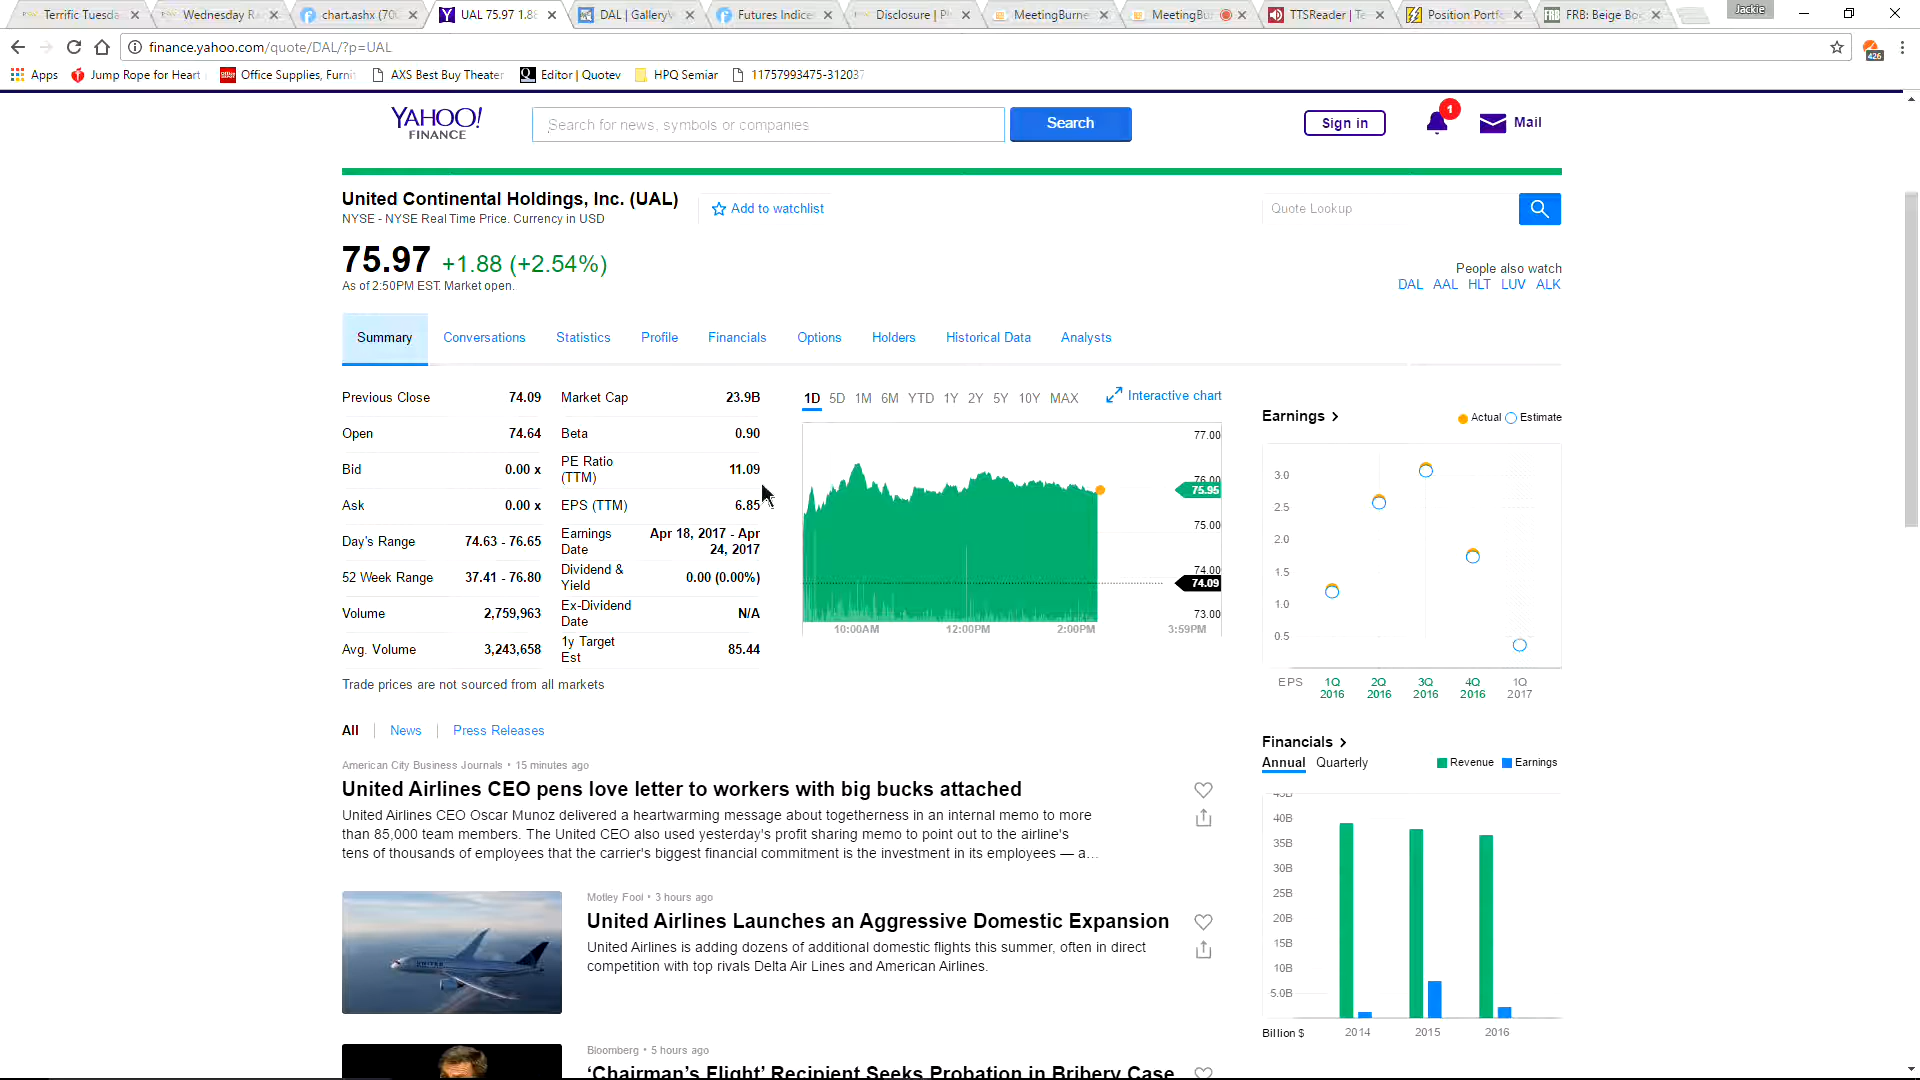 Terrific Tuesda
Wednesday R
chart.ashx (700
UAL 75.97 1.88
DAL | GalleryV
Futures Indice
Disclosure | P
MeetingBurne
MeetingBu
TTSReader | Te
Position Portf
FRB: Beige Bo
Jackie
finance.yahoo.com/quote/DAL/?p=UAL
426
Apps
Jump Rope for Heart
Office Supplies, Furni
AXS Best Buy Theater
Editor | Quotev
HPQ Semiar
11757993475-312037
YAHOO!
FINANCE
Search for news, symbols or companies
Search
Sign in
1
Mail
United Continental Holdings, Inc. (UAL)
NYSE - NYSE Real Time Price. Currency in USD
Add to watchlist
Quote Lookup
75.97 +1.88 (+2.54%)
As of 2:50PM EST. Market open.
People also watch
DAL AAL HLT LUV ALK
Summary Conversations Statistics Profile Financials Options Holders Historical Data Analysts
Previous Close 74.09
Open 74.64
Bid 0.00 x
Ask 0.00 x
Day's Range 74.63 - 76.65
52 Week Range 37.41 - 76.80
Volume 2,759,963
Avg. Volume 3,243,658
Market Cap 23.9B
Beta 0.90
PE Ratio
(TTM) 11.09
EPS (TTM) 6.85
Earnings
Date Apr 18, 2017 - Apr
24, 2017
Dividend &
Yield 0.00 (0.00%)
Ex-Dividend
Date N/A
1y Target
Est 85.44
Trade prices are not sourced from all markets
1D 5D 1M 6M YTD 1Y 2Y 5Y 10Y MAX
Interactive chart
77.00
76.00
75.95
75.00
74.00
74.09
73.00
10:00AM 12:00PM 2:00PM 3:59PM
Earnings
Actual Estimate
3.0
2.5
2.0
1.5
1.0
0.5
EPS 1Q 2Q 3Q 4Q 1Q
2016 2016 2016 2016 2017
All News Press Releases
American City Business Journals • 15 minutes ago
United Airlines CEO pens love letter to workers with big bucks attached
United Airlines CEO Oscar Munoz delivered a heartwarming message about togetherness in an internal memo to more
than 85,000 team members. The United CEO also used yesterday's profit sharing memo to point out to the airline's
tens of thousands of employees that the carrier's biggest financial commitment is the investment in its employees — a...
UNITED
Motley Fool • 3 hours ago
United Airlines Launches an Aggressive Domestic Expansion
United Airlines is adding dozens of additional domestic flights this summer, often in direct
competition with top rivals Delta Air Lines and American Airlines.
Bloomberg • 5 hours ago
'Chairman's Flight' Recipient Seeks Probation in Bribery Case
Financials
Annual Quarterly
Revenue Earnings
45B
40B
35B
30B
25B
20B
15B
10B
5.0B
Billion $ 2014 2015 2016